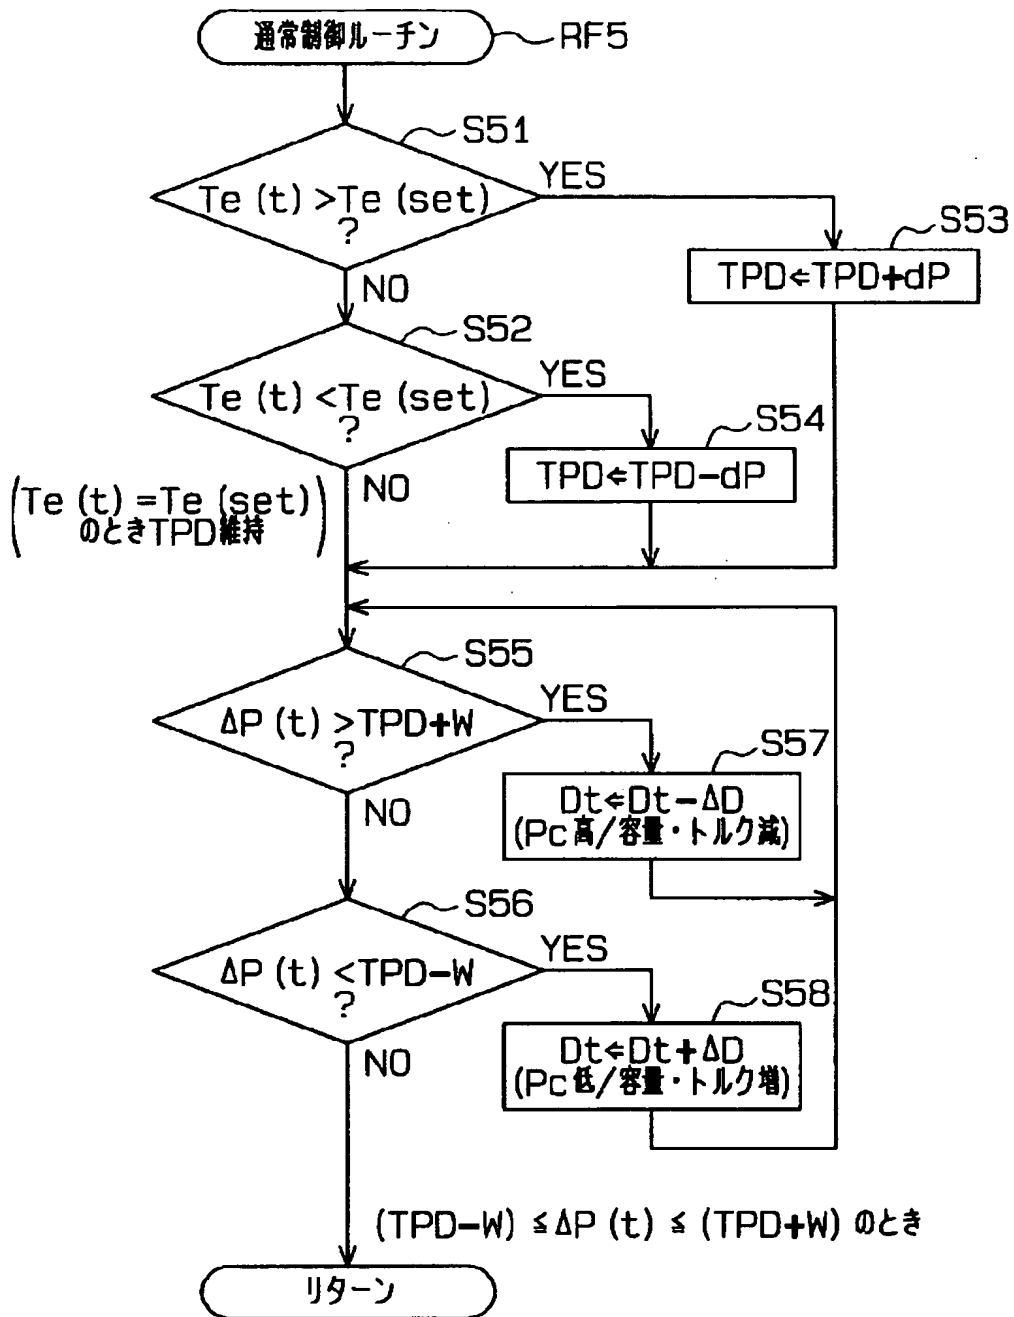 通常制御ルーチン
RF5
S51
Te (t) >Te (set)
?
YES
NO
S53
TPD⇐TPD+dP
S52
Te (t) <Te (set)
?
YES
NO
S54
TPD⇐TPD−dP
(Te (t) =Te (set)
のときTPD維持)
S55
ΔP (t) >TPD+W
?
YES
NO
S57
Dt⇐Dt−ΔD
(Pc高/容量・トルク減)
S56
ΔP (t) <TPD−W
?
YES
NO
S58
Dt⇐Dt+ΔD
(Pc低/容量・トルク増)
(TPD−W) ≦ΔP (t) ≦ (TPD+W) のとき
リターン